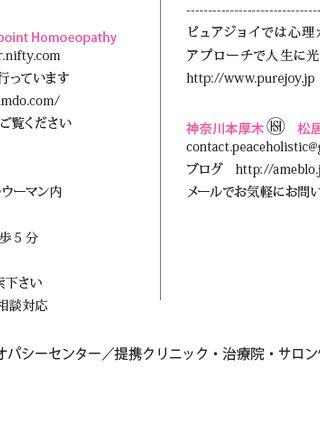 point Homoeopathy
r.nifty.com
行っています
mdo.com/
ご覧ください
ウーマン内
歩 5 分
下さい
相談対応
ピュアジョイでは心理
アプローチで人生に光
http://www.purejoy.jp
神奈川本厚木 松居
contact.peaceholistic@g
ブログ http://ameblo.j
メールでお気軽にお問い
オパシーセンター／提携クリニック・治療院・サロン